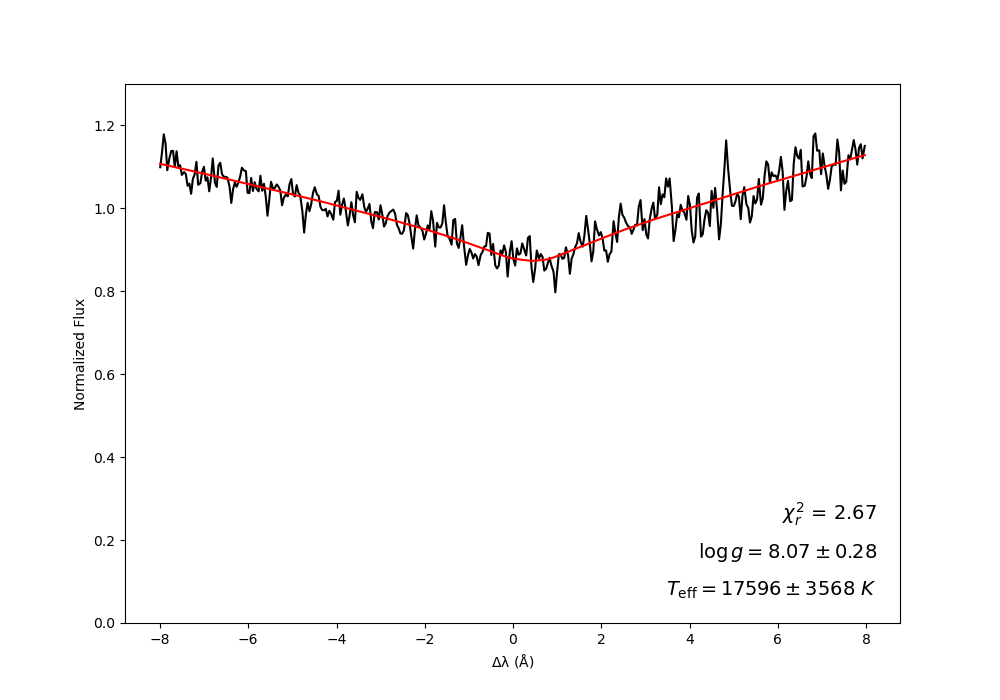 1.2
1.0
0.8
0.6
0.4
0.2
0.0
Normalized Flux
χ²ᵣ = 2.67
log g = 8.07 ± 0.28
T_eff = 17596 ± 3568 K
−8 −6 −4 −2 0 2 4 6 8
Δλ (Å)